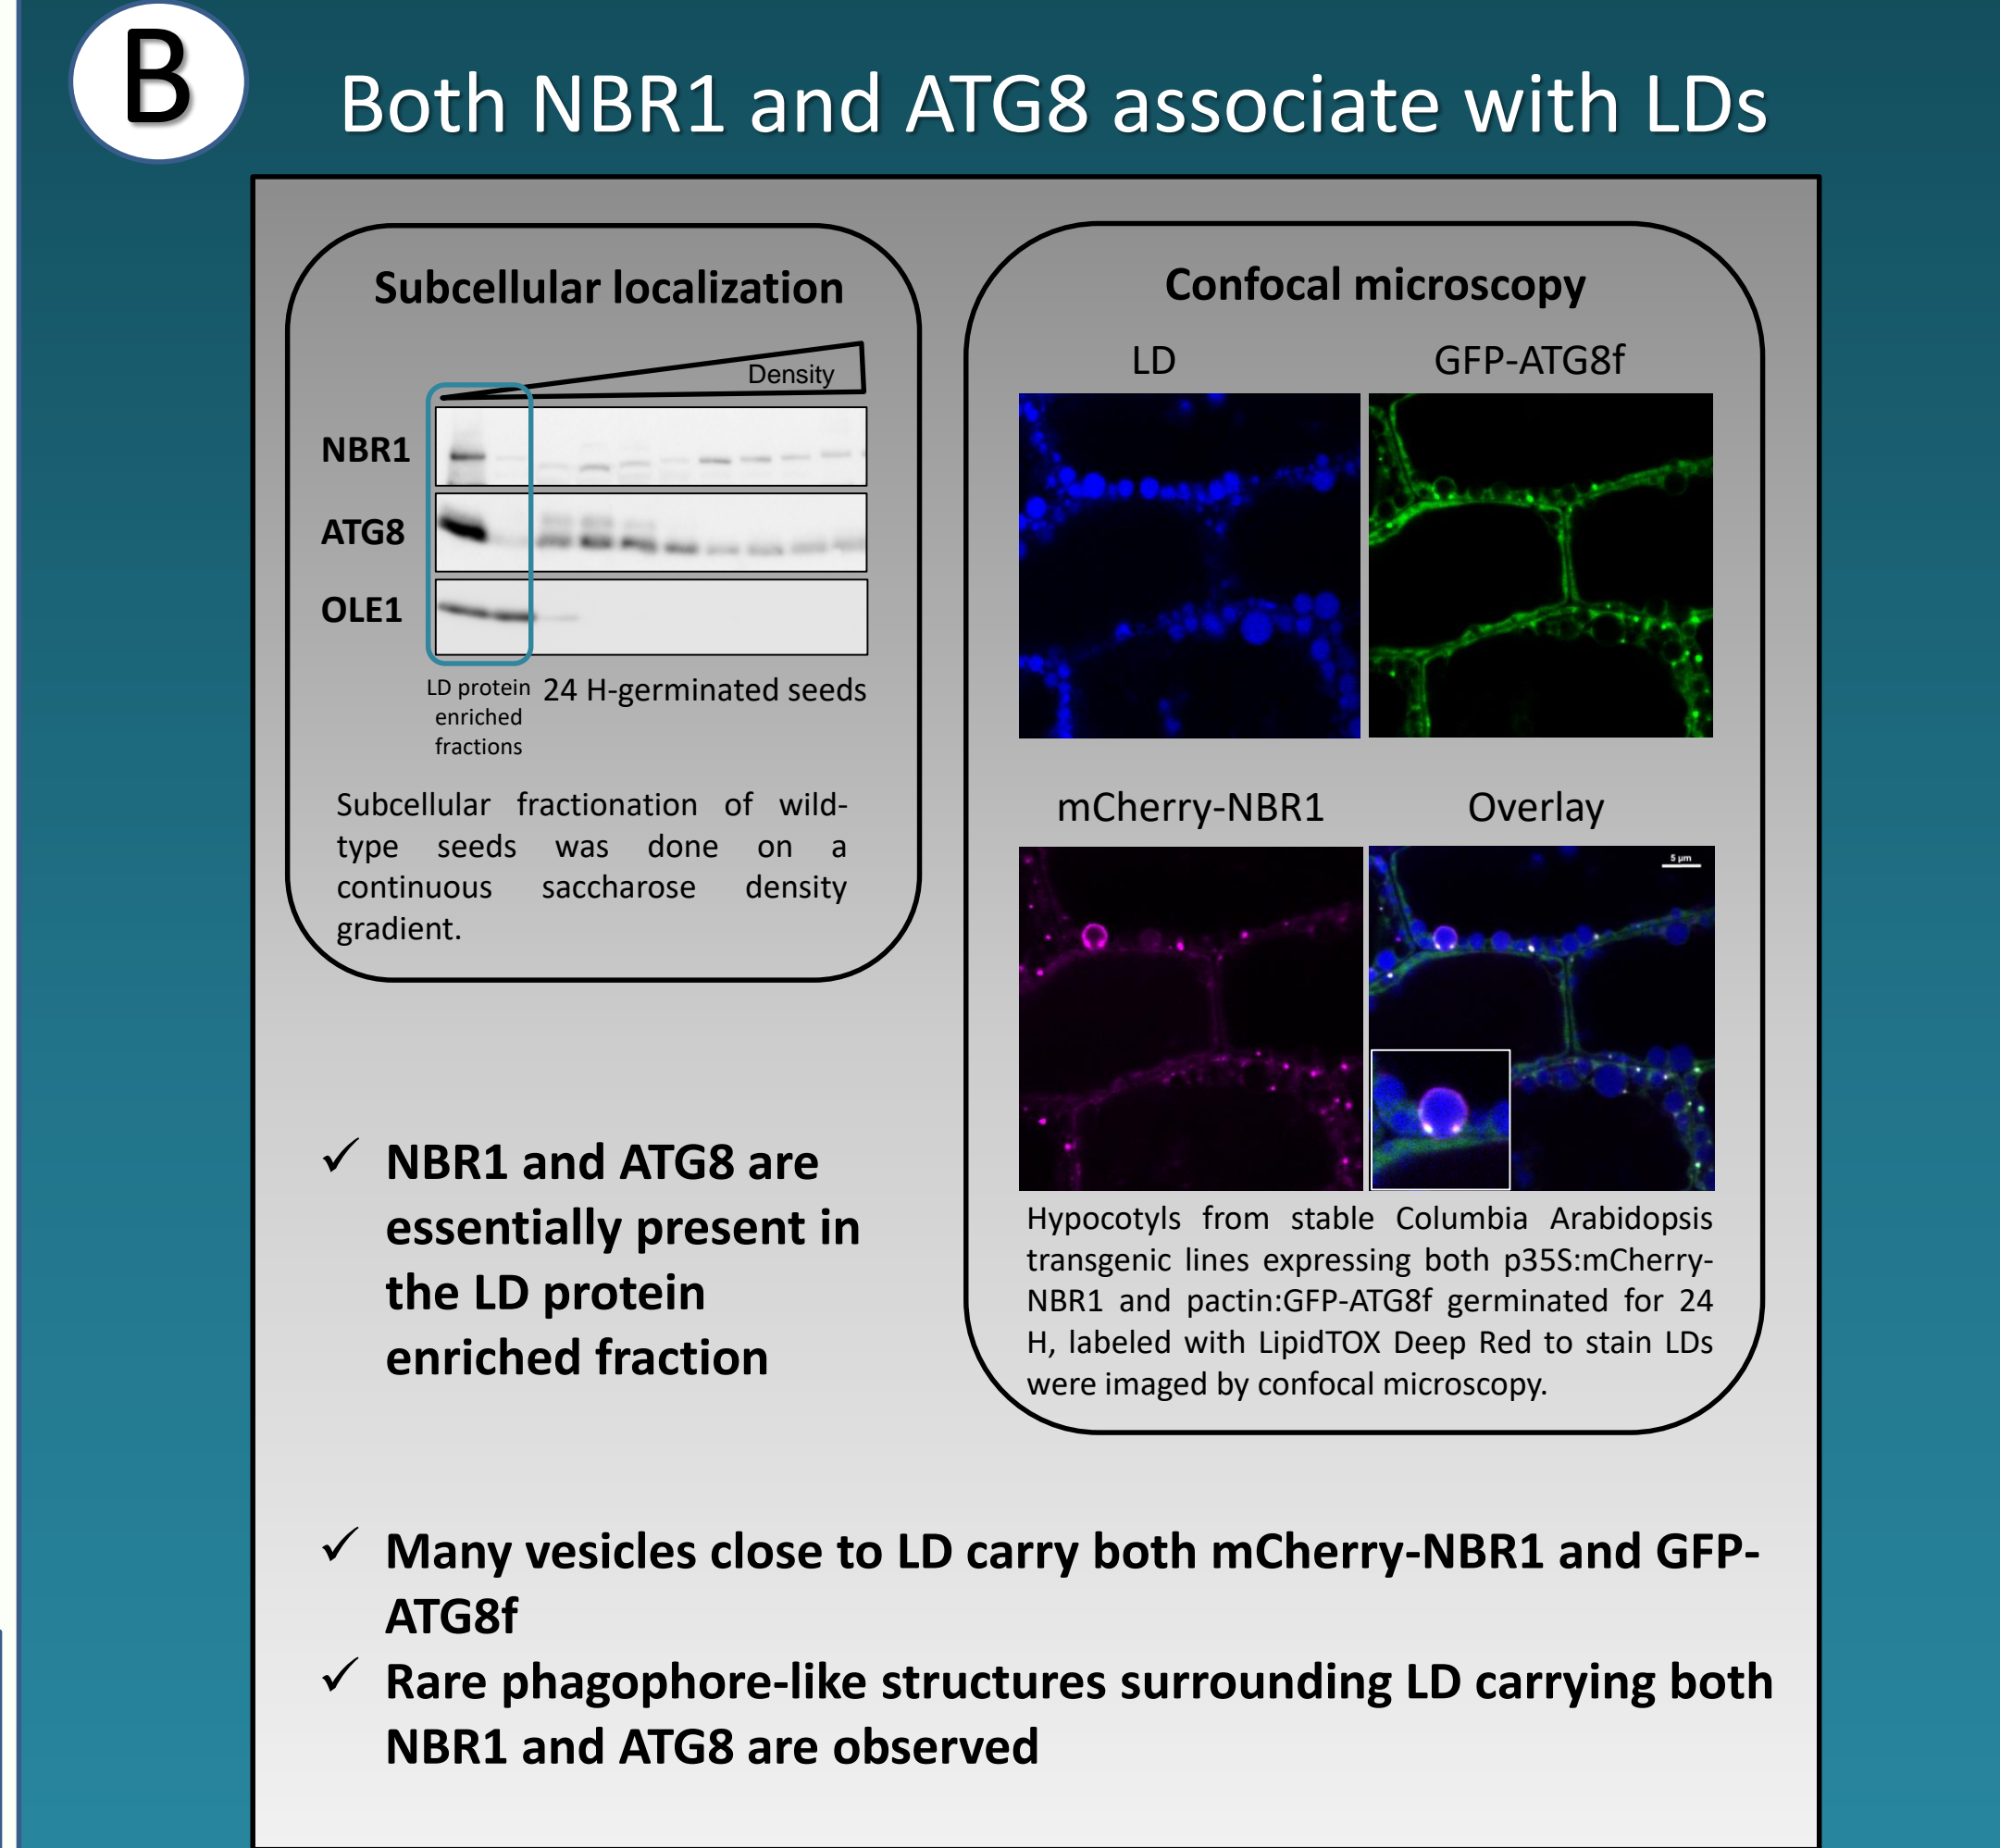 B
Both NBR1 and ATG8 associate with LDs
Subcellular localization
Density
NBR1
ATG8
OLE1
LD protein
enriched
fractions
24 H-germinated seeds
Subcellular fractionation of wild-
type seeds was done on a
continuous saccharose density
gradient.
Confocal microscopy
LD
GFP-ATG8f
mCherry-NBR1
Overlay
5 µm
Hypocotyls from stable Columbia Arabidopsis
transgenic lines expressing both p35S:mCherry-
NBR1 and pactin:GFP-ATG8f germinated for 24
H, labeled with LipidTOX Deep Red to stain LDs
were imaged by confocal microscopy.
✓ NBR1 and ATG8 are
essentially present in
the LD protein
enriched fraction
✓ Many vesicles close to LD carry both mCherry-NBR1 and GFP-
ATG8f
✓ Rare phagophore-like structures surrounding LD carrying both
NBR1 and ATG8 are observed